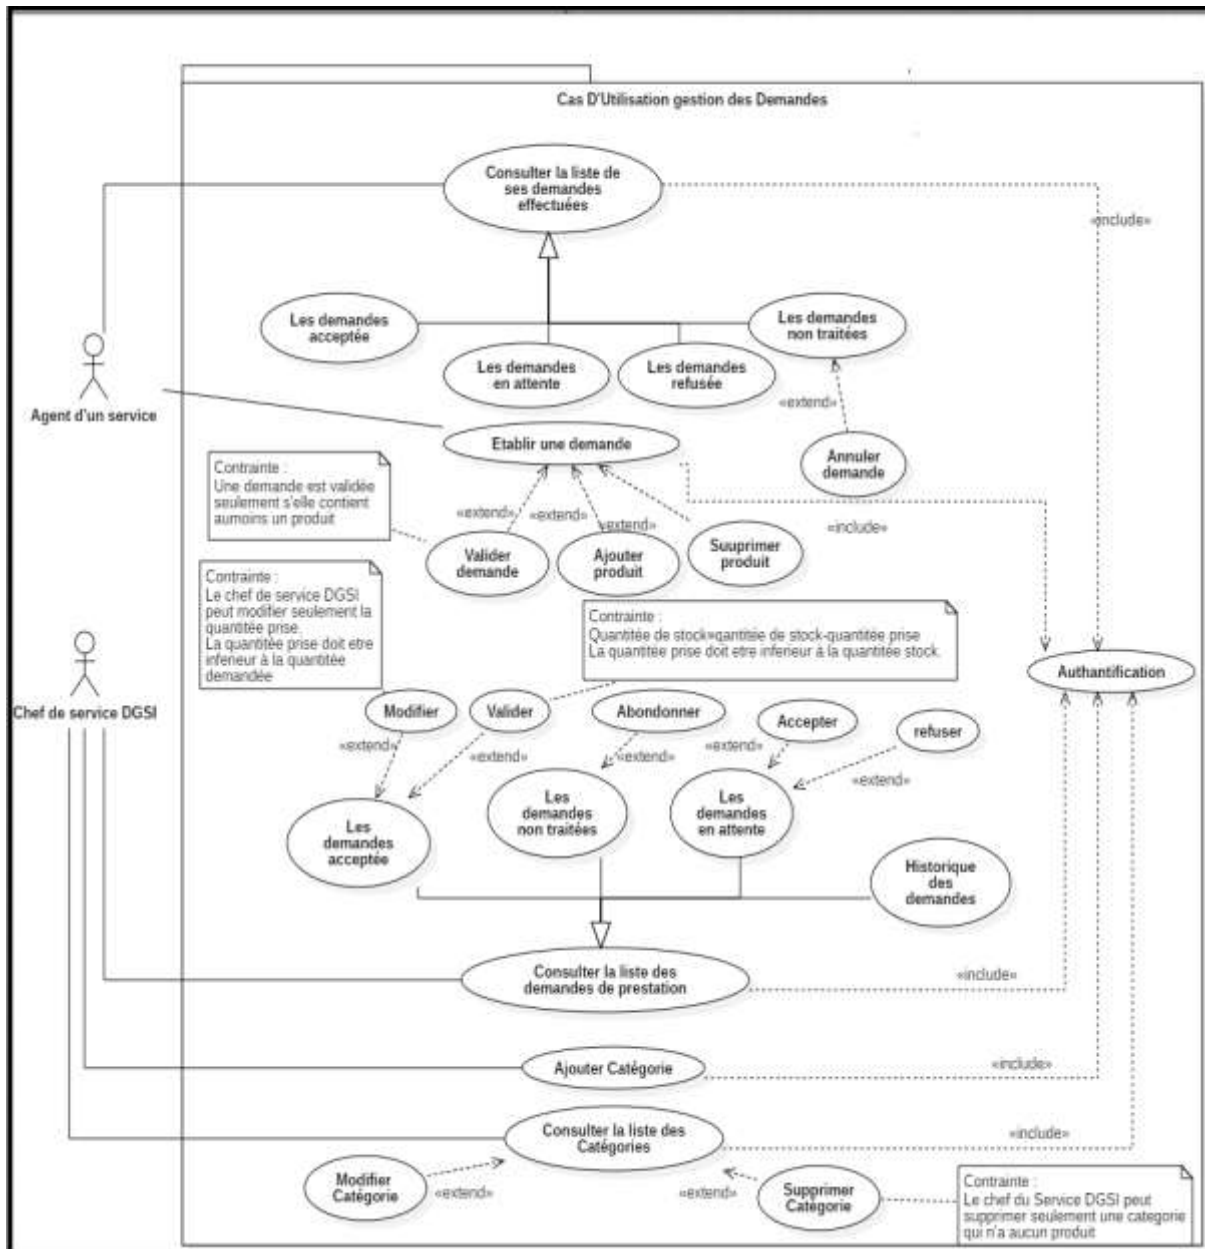 Cas D'Utilisation gestion des Demandes
Consulter la liste de
ses demandes
effectuées
«include»
Les demandes
acceptée
Les demandes
non traitées
Les demandes
en attente
Les demandes
refusée
«extend»
Agent d'un service
Etablir une demande
Annuler
demande
Contrainte :
Une demande est validée
seulement s'elle contient
aumoins un produit
«extend»
«extend»
«extend»
«include»
Valider
demande
Ajouter
produit
Suuprimer
produit
Contrainte :
Le chef de service DGSI
peut modifier seulement la
quantitée prise.
La quantitée prise doit etre
inferieur à la quantitée
demandée
Contrainte :
Quantitée de stock=qantitée de stock-quantitée prise
La quantitée prise doit etre inferieur à la quantitée stock.
Authantification
Chef de service DGSI
Modifier
Valider
Abondonner
Accepter
refuser
«extend»
«extend»
«extend»
«extend»
«extend»
Les
demandes
acceptée
Les
demandes
non traitées
Les
demandes
en attente
Historique
des
demandes
Consulter la liste des
demandes de prestation
«include»
Ajouter Catégorie
«include»
Consulter la liste des
Catégories
«include»
Modifier
Catégorie
«extend»
«extend»
Supprimer
Catégorie
Contrainte :
Le chef du Service DGSI peut
supprimer seulement une categorie
qui n'a aucun produit